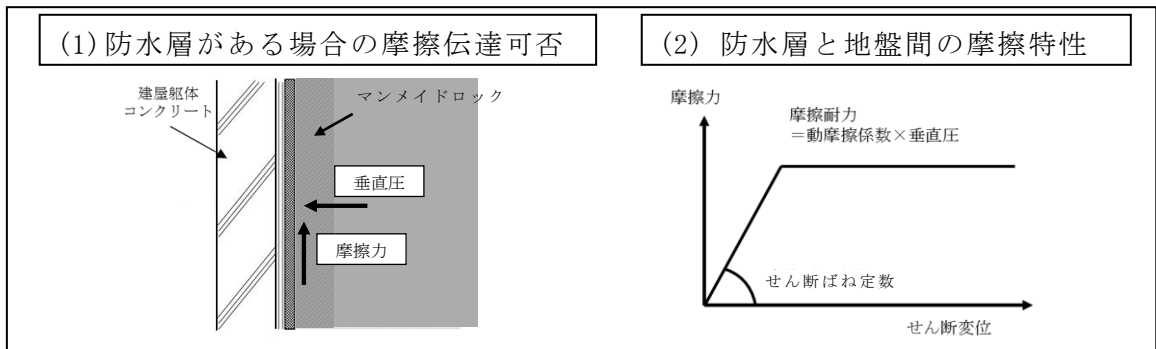 (1)防水層がある場合の摩擦伝達可否
建屋躯体
コンクリート
マンメイドロック
垂直圧
摩擦力
(2) 防水層と地盤間の摩擦特性
摩擦力
摩擦耐力
＝動摩擦係数×垂直圧
せん断ばね定数
せん断変位